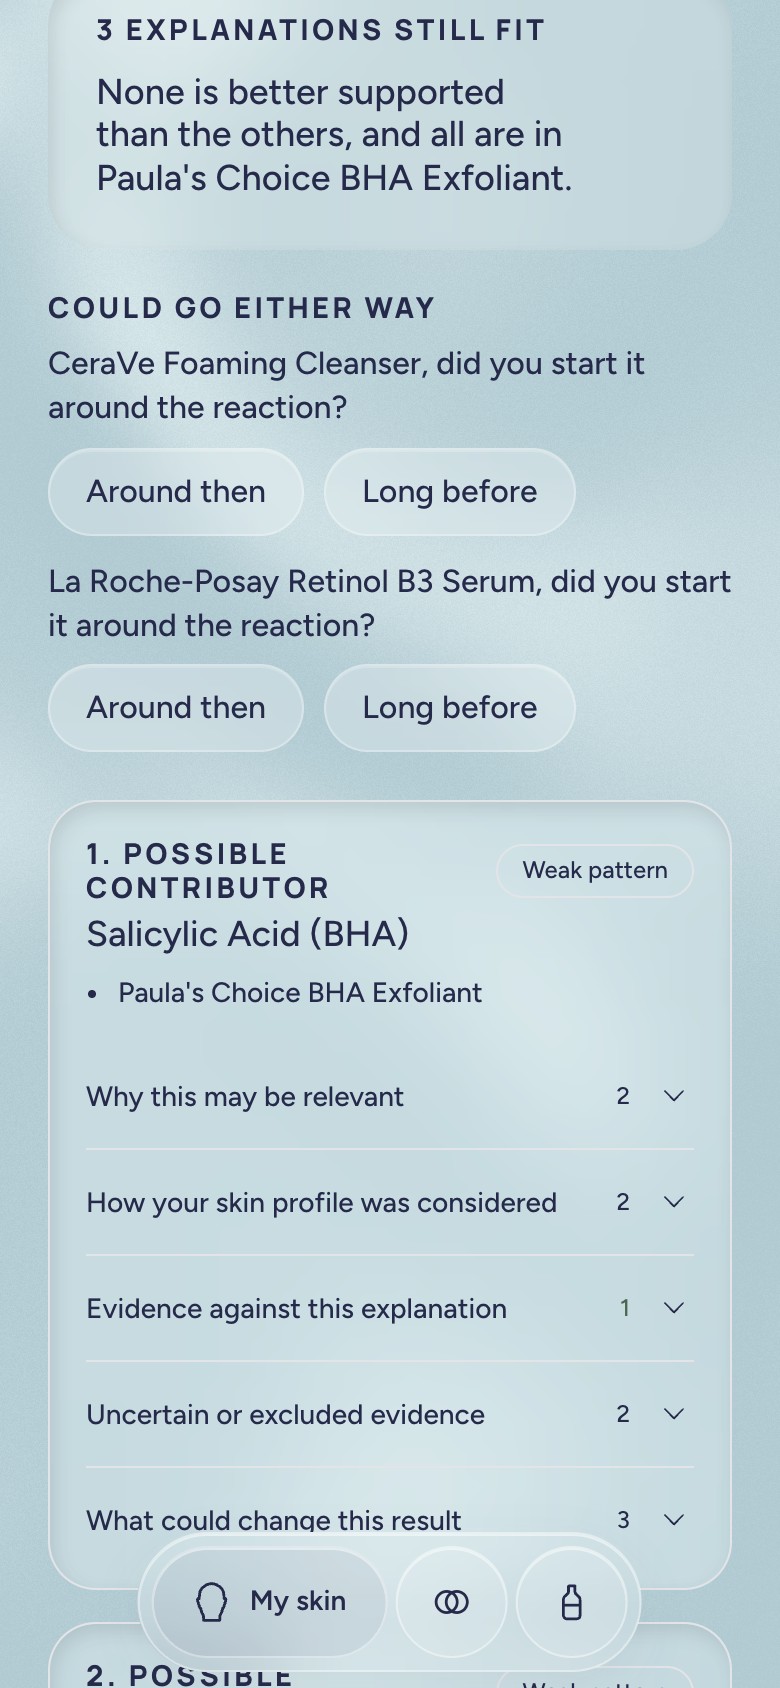 3 EXPLANATIONS STILL FIT
None is better supported
than the others, and all are in
Paula's Choice BHA Exfoliant.
COULD GO EITHER WAY
CeraVe Foaming Cleanser, did you start it
around the reaction?
Around then
Long before
La Roche-Posay Retinol B3 Serum, did you start
it around the reaction?
Around then
Long before
1. POSSIBLE
CONTRIBUTOR
Weak pattern
Salicylic Acid (BHA)
• Paula's Choice BHA Exfoliant
Why this may be relevant 2
How your skin profile was considered 2
Evidence against this explanation 1
Uncertain or excluded evidence 2
What could change this result 3
My skin
2. POSSIBLE
Weak pattern